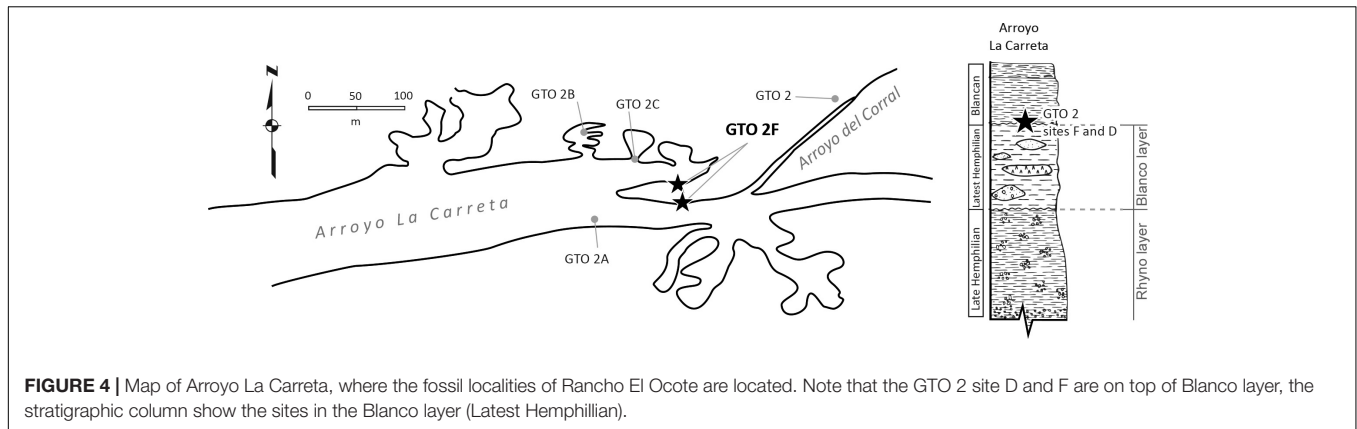 N
0 50 100
m
GTO 2B
GTO 2C
GTO 2F
GTO 2
Arroyo del Corral
Arroyo La Carreta
GTO 2A
Arroyo
La Carreta
Blancan
Latest Hemphilian
Late Hemphilian
GTO 2
sites F and D
Blanco layer
Rhyno layer
FIGURE 4 | Map of Arroyo La Carreta, where the fossil localities of Rancho El Ocote are located. Note that the GTO 2 site D and F are on top of Blanco layer, the
stratigraphic column show the sites in the Blanco layer (Latest Hemphillian).